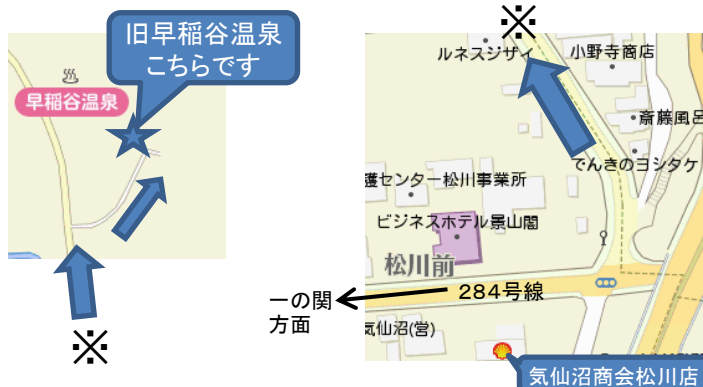 旧早稲谷温泉
こちらです
早稲谷温泉
※
※
ルネスジザイ
小野寺商店
斎藤風呂
でんきのヨシタケ
護センター松川事業所
ビジネスホテル景山閣
松川前
284号線
一の関
方面
気仙沼(営)
気仙沼商会松川店